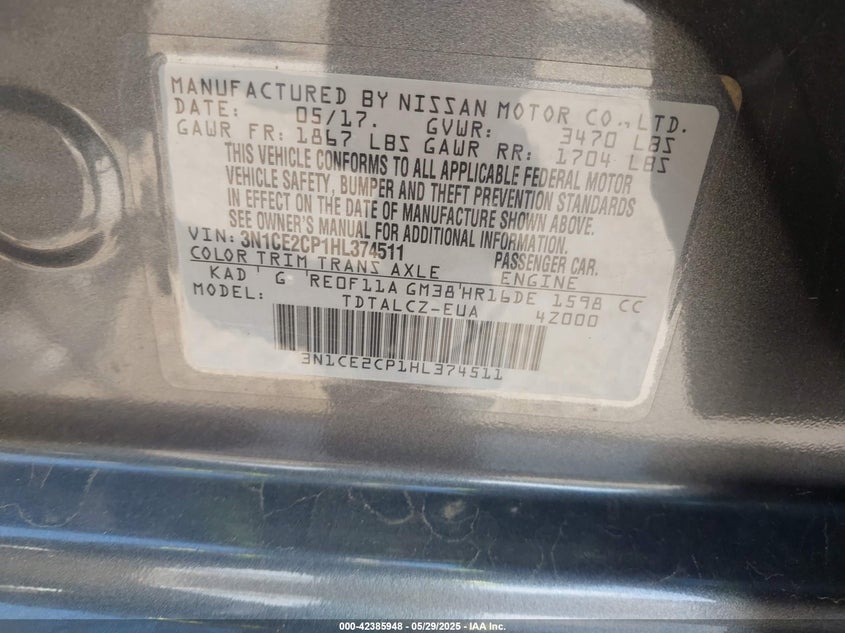 MANUFACTURED BY NISSAN MOTOR CO.,LTD.
DATE: 05/17. GVWR: 3470 LBS
GAWR FR: 1867 LBS GAWR RR: 1704 LBS
THIS VEHICLE CONFORMS TO ALL APPLICABLE FEDERAL MOTOR
VEHICLE SAFETY, BUMPER AND THEFT PREVENTION STANDARDS
IN EFFECT ON THE DATE OF MANUFACTURE SHOWN ABOVE.
SEE OWNER'S MANUAL FOR ADDITIONAL INFORMATION.
VIN: 3N1CE2CP1HL374511 PASSENGER CAR.
COLOR TRIM TRANS AXLE ENGINE
KAD ' G ' RE0F11A GM38'HR16DE 1598 CC
MODEL: TDTALCZ-EUA 4Z000
3N1CE2CP1HL374511
000-42385948 - 05/29/2025 - IAA Inc.